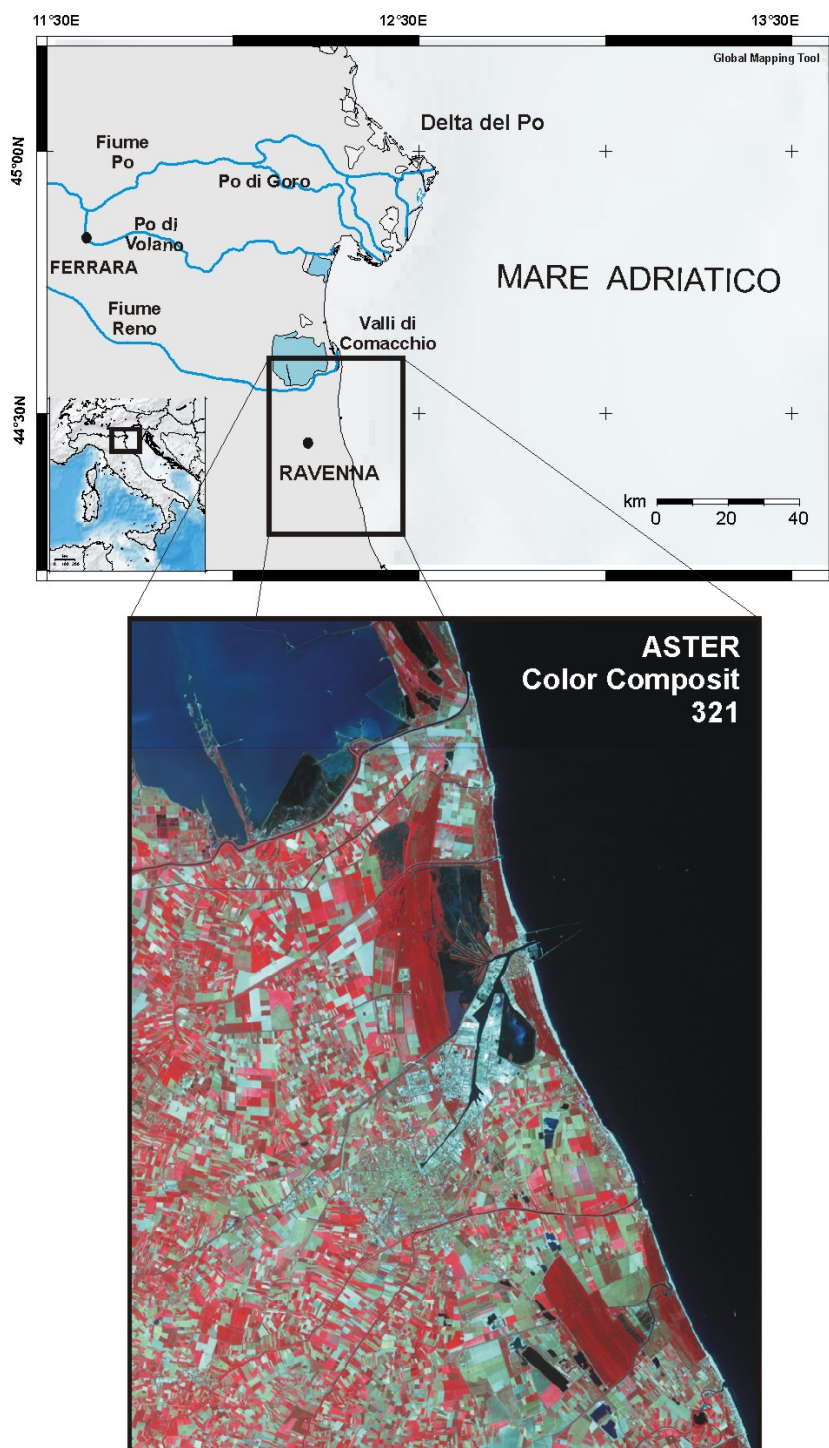 11°30E
12°30E
13°30E
Global Mapping Tool
Delta del Po
45°00N
Fiume
Po
Po di Goro
Po di
Volano
FERRARA
MARE ADRIATICO
Fiume
Reno
Valli di
Comacchio
44°30N
RAVENNA
km
0 20 40
ASTER
Color Composit
321